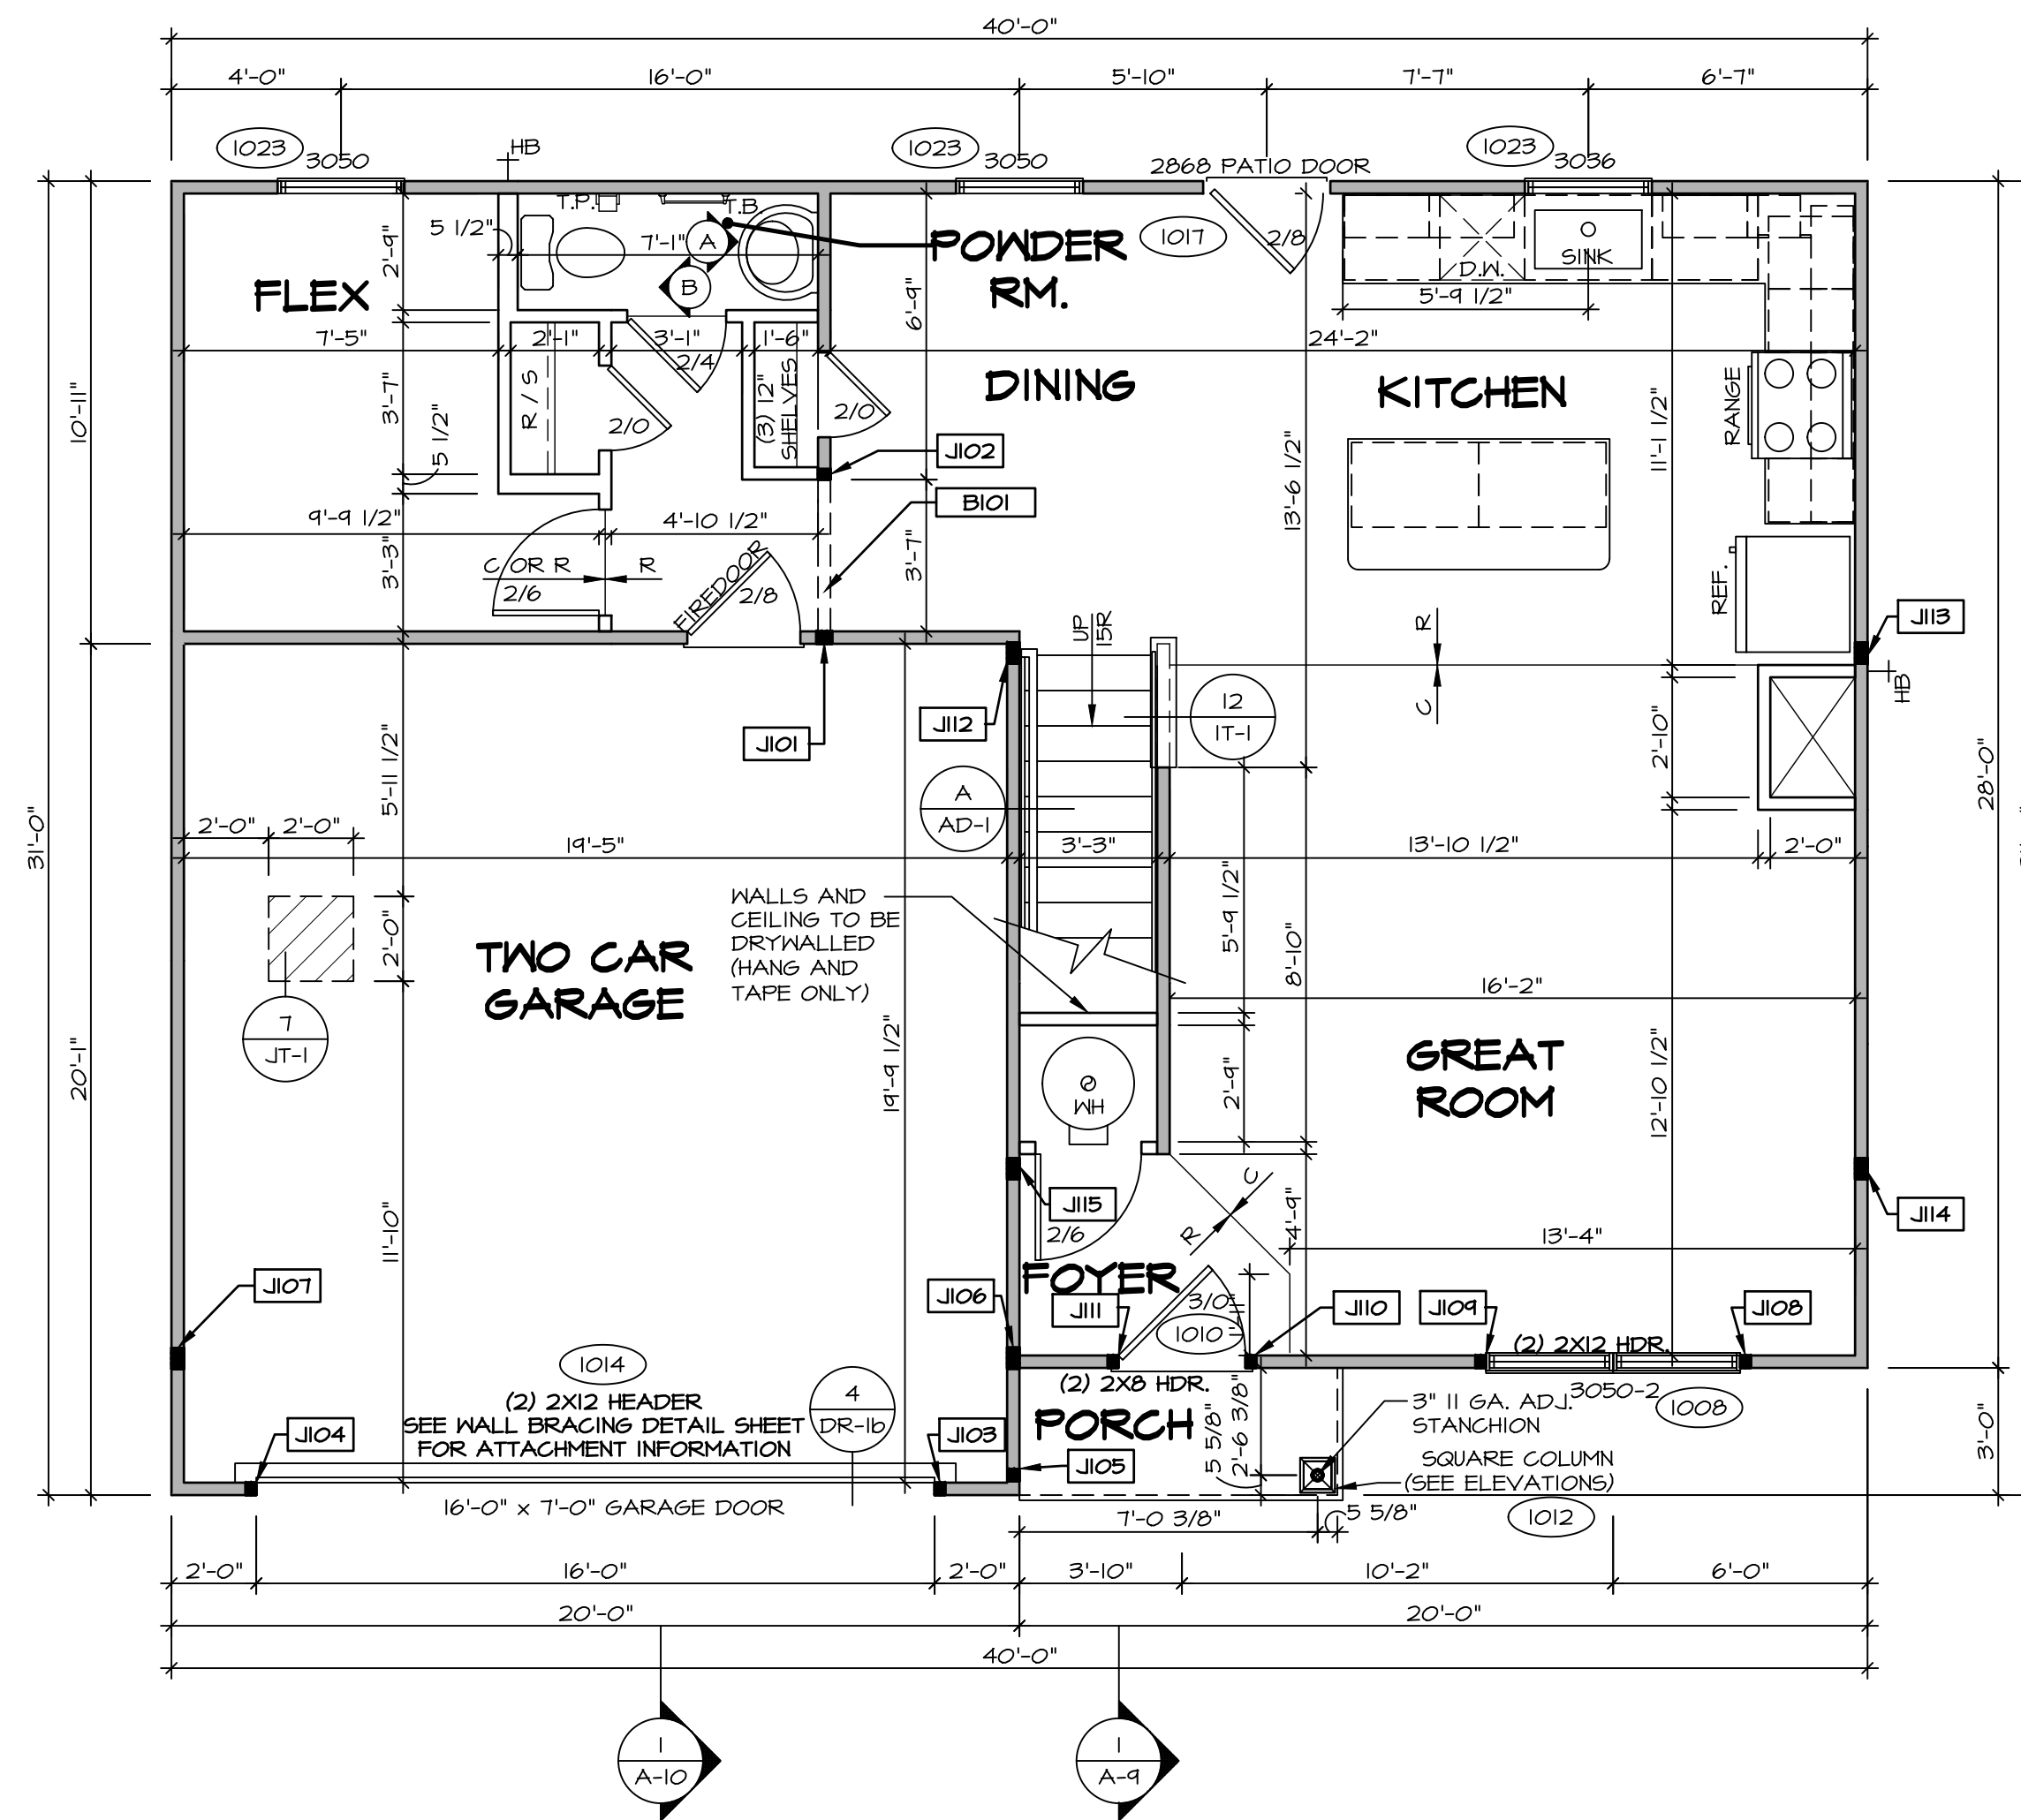 40'-0"
4'-0" 16'-0" 5'-10" 7'-7" 6'-7"
1023 3050 HB 1023 3050 2868 PATIO DOOR 1023 3036
T.P. T.B.
5 1/2" 7'-1" A POWDER 1017 2/8 SINK
2'-9" B RM. D.W.
FLEX 6'-9" 5'-9 1/2"
7'-5" 2'-1" 3'-1" 1'-6" 24'-2"
2/4
3'-7" R / S (3) 12" DINING KITCHEN RANGE
SHELVES
10'-11" 5 1/2" 2/0 2/0 11'-1 1/2"
J102 13'-6 1/2"
B101
9'-9 1/2" 4'-10 1/2"
3'-3" C OR R R FIREDOOR 3'-7" REF.
2/6 2/8 J113
UP
15R R
HB
J101 J112 12 C
1T-1 2'-10"
5'-11 1/2" A 28'-0"
AD-1
31'-0" 2'-0" 2'-0"
19'-5" 3'-3" 13'-10 1/2" 2'-0"
WALLS AND
CEILING TO BE
DRYWALLED
(HANG AND
TAPE ONLY)
2'-0" TWO CAR 5'-9 1/2" 8'-10"
GARAGE 16'-2"
7
JT-1
20'-1" 19'-9 1/2" GREAT 12'-10 1/2"
WH 2'-9" ROOM
J115 C J114
11'-10" 2/6 R 4'-9" 13'-4"
FOYER
J107 J106 J111 3/0 J110 J109 J108
1010 1'-11"
1014 (2) 2X12 HDR.
(2) 2X12 HEADER 4 (2) 2X8 HDR. 3050-2 1008
SEE WALL BRACING DETAIL SHEET DR-1b
FOR ATTACHMENT INFORMATION
J104 J103 PORCH 5 5/8" 2'-6 3/8" 3" 11 GA. ADJ.
STANCHION
J105 SQUARE COLUMN 3'-0"
(SEE ELEVATIONS)
16'-0" x 7'-0" GARAGE DOOR 7'-0 3/8" 5 5/8" 1012
2'-0" 16'-0" 2'-0" 3'-10" 10'-2" 6'-0"
20'-0" 20'-0"
40'-0"
1 1
A-10 A-9